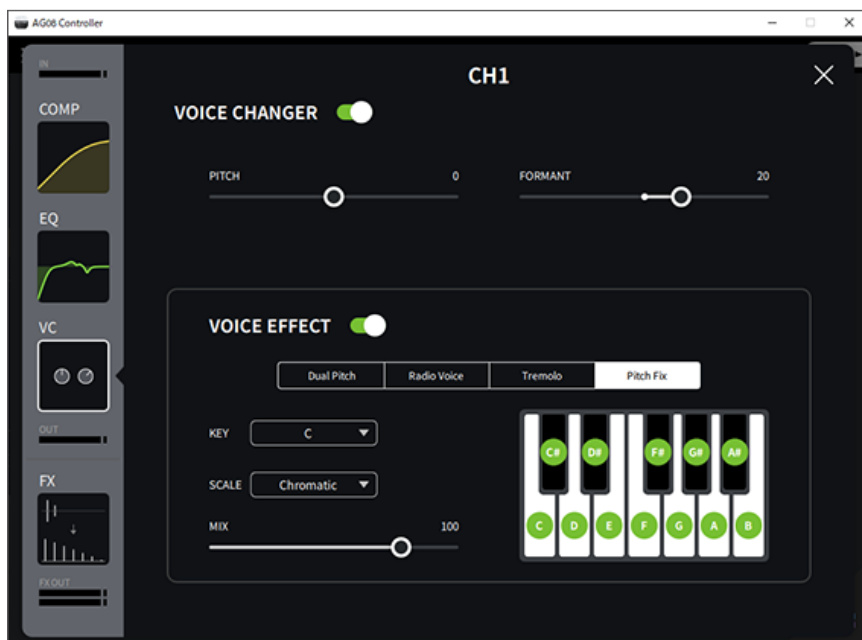 AG08 Controller
IN
COMP
EQ
VC
OUT
FX
FX OUT
CH1
VOICE CHANGER
PITCH 0
FORMANT 20
VOICE EFFECT
Dual Pitch Radio Voice Tremolo Pitch Fix
KEY C
SCALE Chromatic
MIX 100
C# D# F# G# A#
C D E F G A B